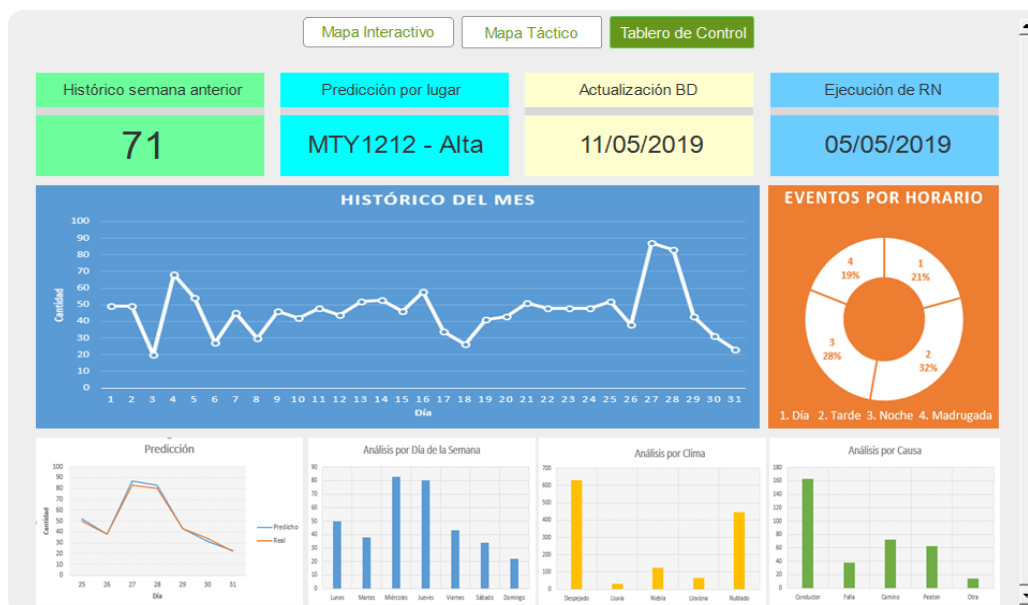 Mapa Interactivo
Mapa Táctico
Tablero de Control
Histórico semana anterior
71
Predicción por lugar
MTY1212 - Alta
Actualización BD
11/05/2019
Ejecución de RN
05/05/2019
HISTÓRICO DEL MES
100
90
80
70
60
50
40
30
20
10
0
Cantidad
1 2 3 4 5 6 7 8 9 10 11 12 13 14 15 16 17 18 19 20 21 22 23 24 25 26 27 28 29 30 31
Día
EVENTOS POR HORARIO
4
19%
1
21%
3
28%
2
32%
1. Día 2. Tarde 3. Noche 4. Madrugada
Predicción
100
90
80
70
60
50
40
30
20
10
0
Cantidad
25 26 27 28 29 30 31
Día
Predicho
Real
Análisis por Día de la Semana
90
80
70
60
50
40
30
20
10
0
Lunes Martes Miércoles Jueves Viernes Sábado Domingo
Análisis por Clima
700
600
500
400
300
200
100
0
Despejado Lluvia Niebla Llovizna Nublado
Análisis por Causa
180
160
140
120
100
80
60
40
20
0
Conductor Falla Camino Peaton Otra